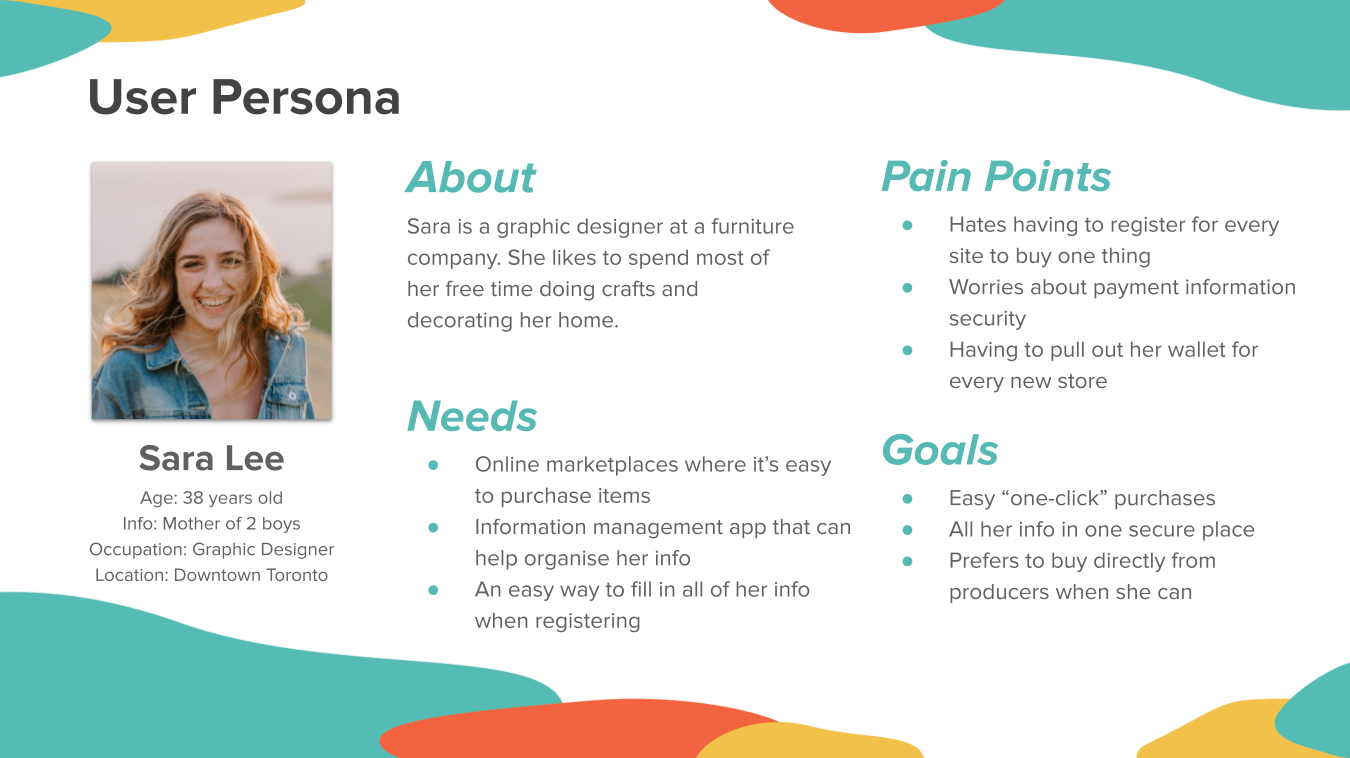 User Persona
Sara Lee
Age: 38 years old
Info: Mother of 2 boys
Occupation: Graphic Designer
Location: Downtown Toronto
About
Sara is a graphic designer at a furniture
company. She likes to spend most of
her free time doing crafts and
decorating her home.
Needs
● Online marketplaces where it’s easy
to purchase items
● Information management app that can
help organise her info
● An easy way to fill in all of her info
when registering
Pain Points
● Hates having to register for every
site to buy one thing
● Worries about payment information
security
● Having to pull out her wallet for
every new store
Goals
● Easy “one-click” purchases
● All her info in one secure place
● Prefers to buy directly from
producers when she can